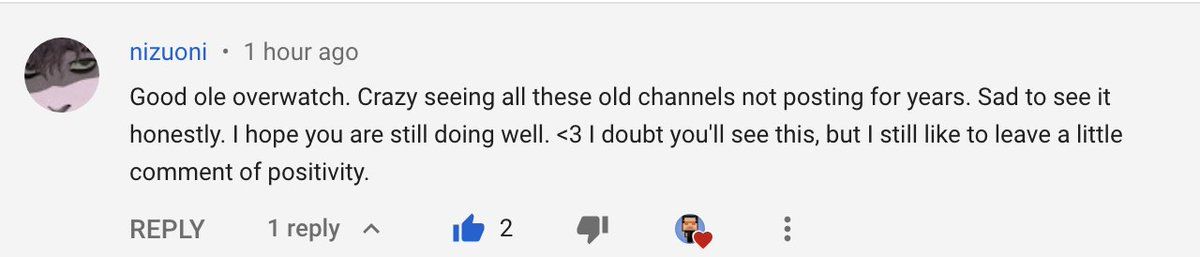 nizuoni • 1 hour ago
Good ole overwatch. Crazy seeing all these old channels not posting for years. Sad to see it
honestly. I hope you are still doing well. <3 I doubt you'll see this, but I still like to leave a little
comment of positivity.
REPLY 1 reply 2